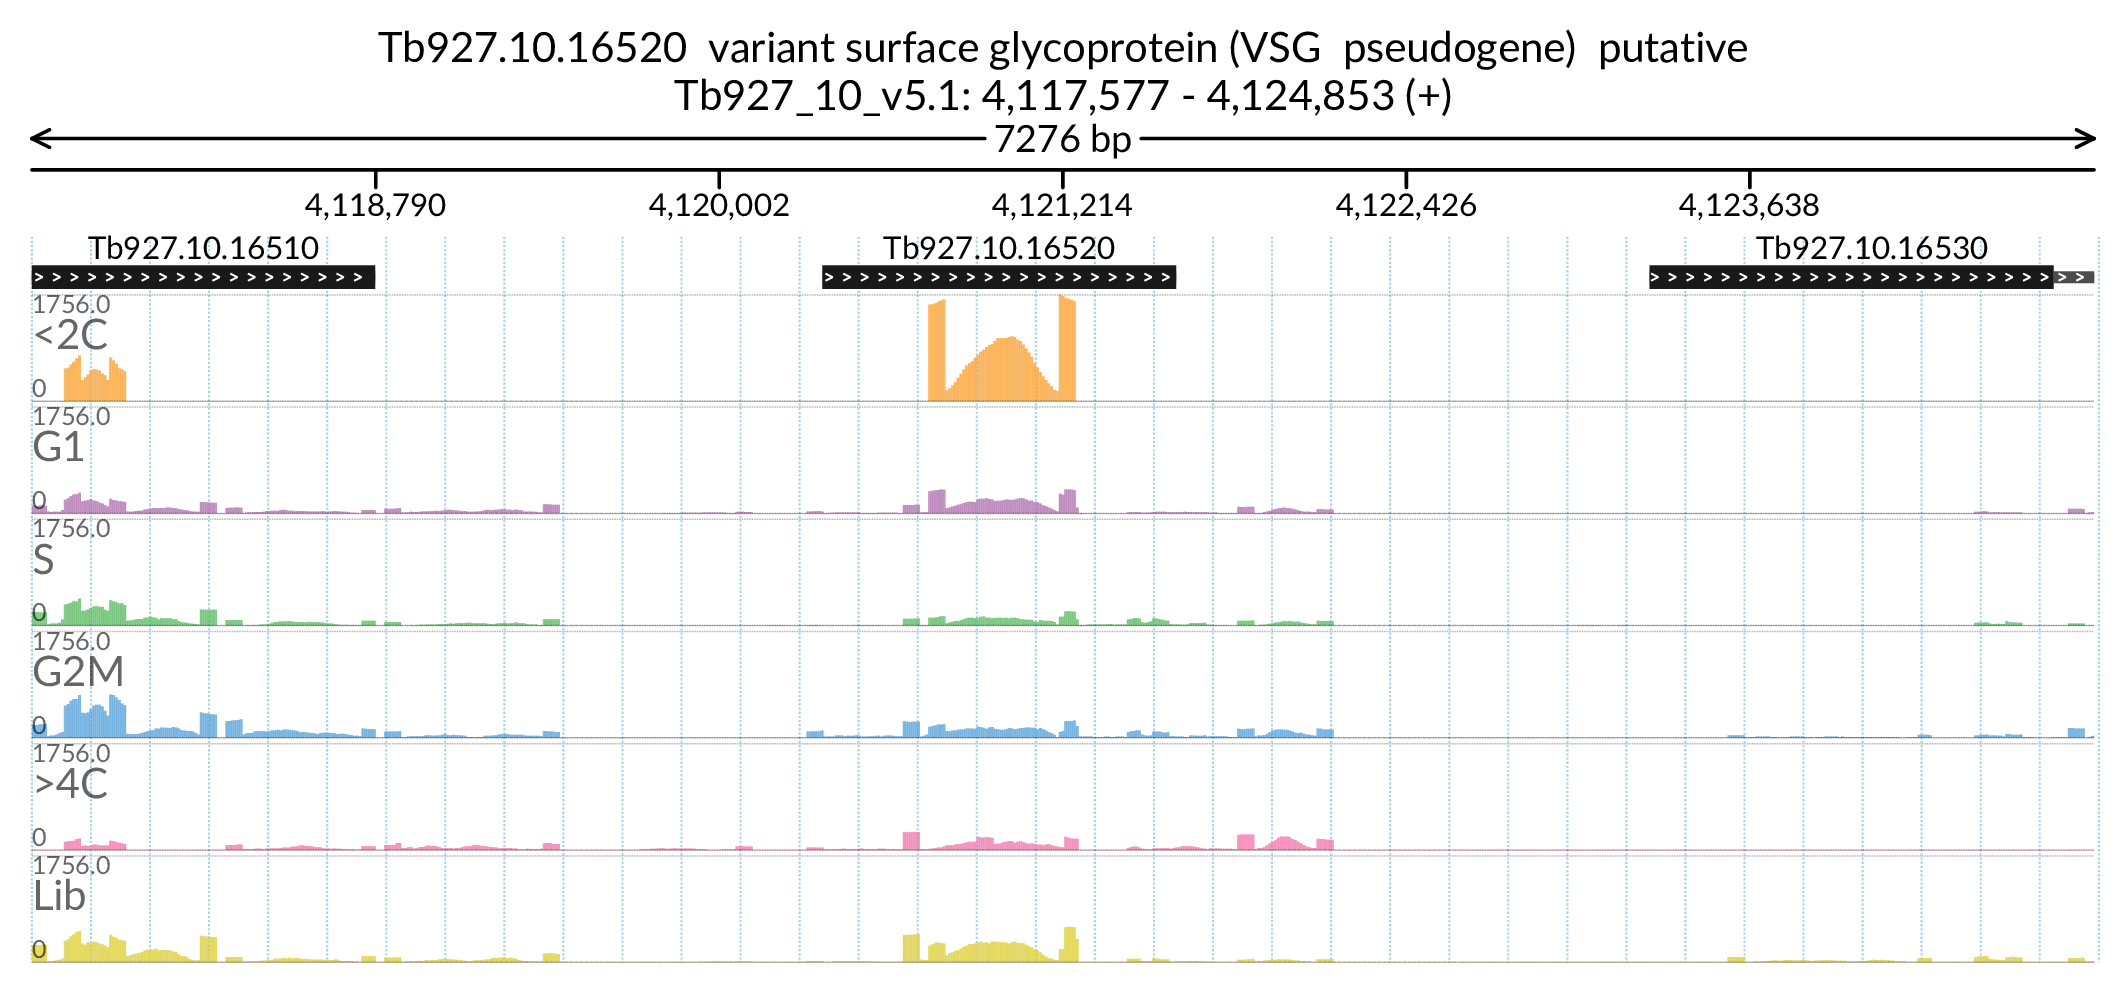 Tb927.10.16520  variant surface glycoprotein (VSG  pseudogene)  putative
Tb927_10_v5.1: 4,117,577 - 4,124,853 (+)
7276 bp
4,118,790 4,120,002 4,121,214 4,122,426 4,123,638
Tb927.10.16510 Tb927.10.16520 Tb927.10.16530
1756.0
<2C
0
1756.0
G1
0
1756.0
S
0
1756.0
G2M
0
1756.0
>4C
0
1756.0
Lib
0